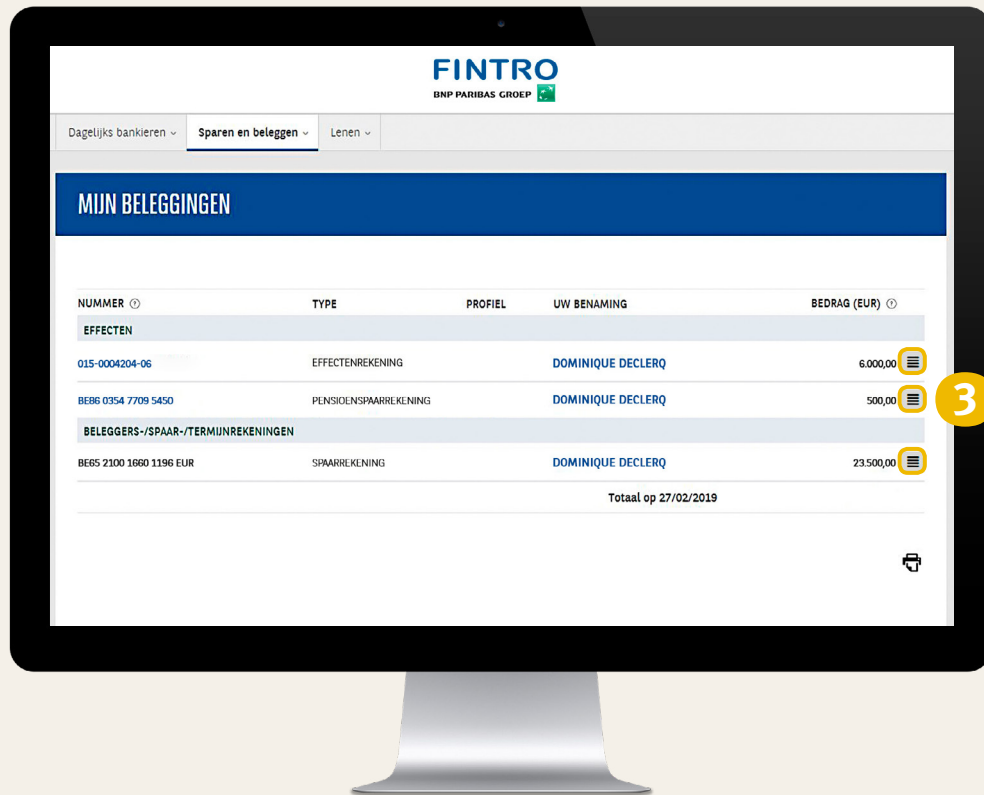 FINTRO
BNP PARIBAS GROEP
Dagelijks bankieren Sparen en beleggen Lenen
MIJN BELEGGINGEN
NUMMER TYPE PROFIEL UW BENAMING BEDRAG (EUR)
EFFECTEN
015-0004204-06 EFFECTENREKENING DOMINIQUE DECLERQ 6.000,00
BE86 0354 7709 5450 PENSIOENSPAARREKENING DOMINIQUE DECLERQ 500,00
3
BELEGGERS-/SPAAR-/TERMIJNREKENINGEN
BE65 2100 1660 1196 EUR SPAARREKENING DOMINIQUE DECLERQ 23.500,00
Totaal op 27/02/2019